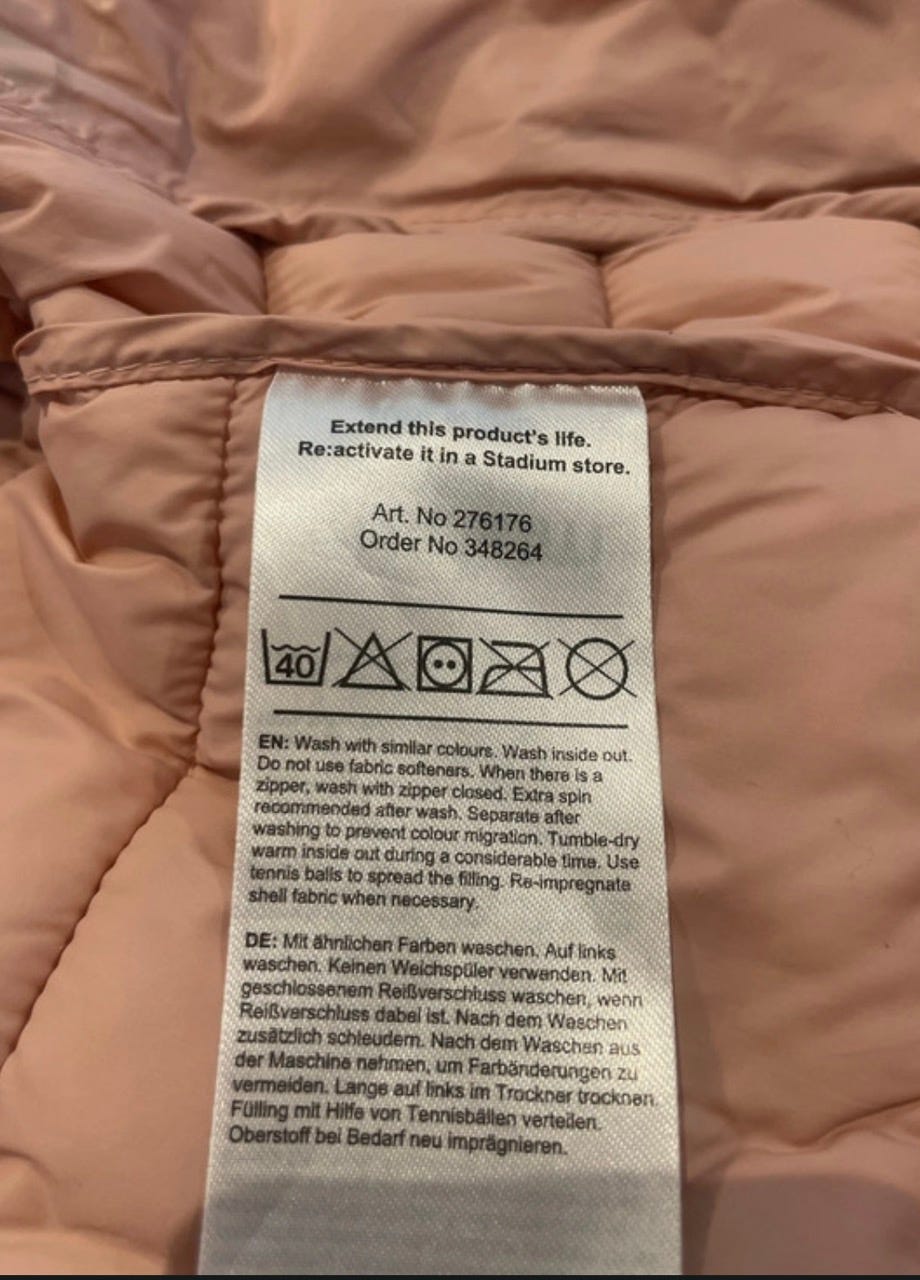 Extend this product's life.
Re:activate it in a Stadium store.
Art. No 276176
Order No 348264
40
EN: Wash with similar colours. Wash inside out.
Do not use fabric softeners. When there is a
zipper, wash with zipper closed. Extra spin
recommended after wash. Separate after
washing to prevent colour migration. Tumble-dry
warm inside out during a considerable time. Use
tennis balls to spread the filling. Re-impregnate
shell fabric when necessary.
DE: Mit ähnlichen Farben waschen. Auf links
waschen. Keinen Weichspüler verwenden. Mit
geschlossenem Reißverschluss waschen, wenn
Reißverschluss dabei ist. Nach dem Waschen
zusätzlich schleudern. Nach dem Waschen aus
der Maschine nehmen, um Farbänderungen zu
vermeiden. Lange auf links im Trockner trocknen.
Fülling mit Hilfe von Tennisbällen verteilen.
Oberstoff bei Bedarf neu imprägnieren.